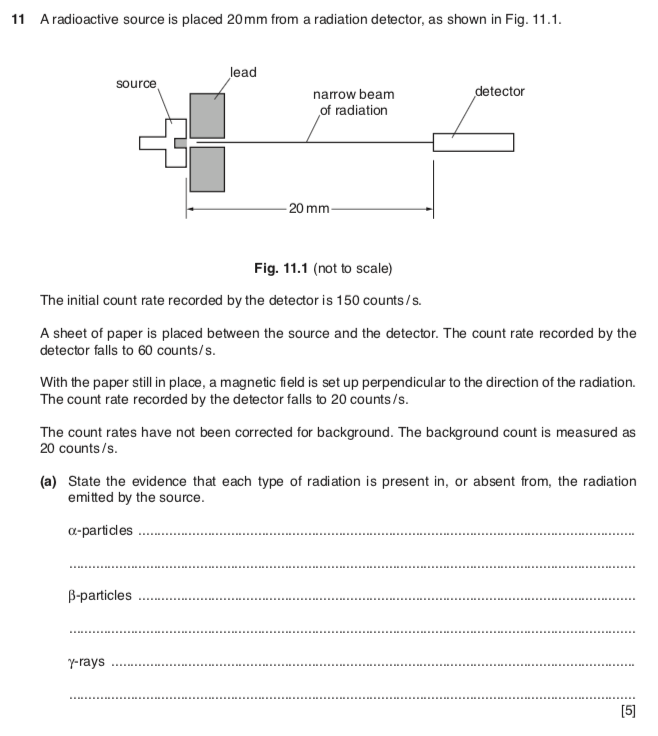 11 A radioactive source is placed 20 mm from a radiation detector, as shown in Fig. 11.1.
source
lead
narrow beam
of radiation
detector
20 mm
Fig. 11.1 (not to scale)
The initial count rate recorded by the detector is 150 counts/s.
A sheet of paper is placed between the source and the detector. The count rate recorded by the
detector falls to 60 counts/s.
With the paper still in place, a magnetic field is set up perpendicular to the direction of the radiation.
The count rate recorded by the detector falls to 20 counts/s.
The count rates have not been corrected for background. The background count is measured as
20 counts/s.
(a) State the evidence that each type of radiation is present in, or absent from, the radiation
emitted by the source.
α-particles ....................................................................................................
....................................................................................................
β-particles ....................................................................................................
....................................................................................................
γ-rays ....................................................................................................
....................................................................................................
[5]